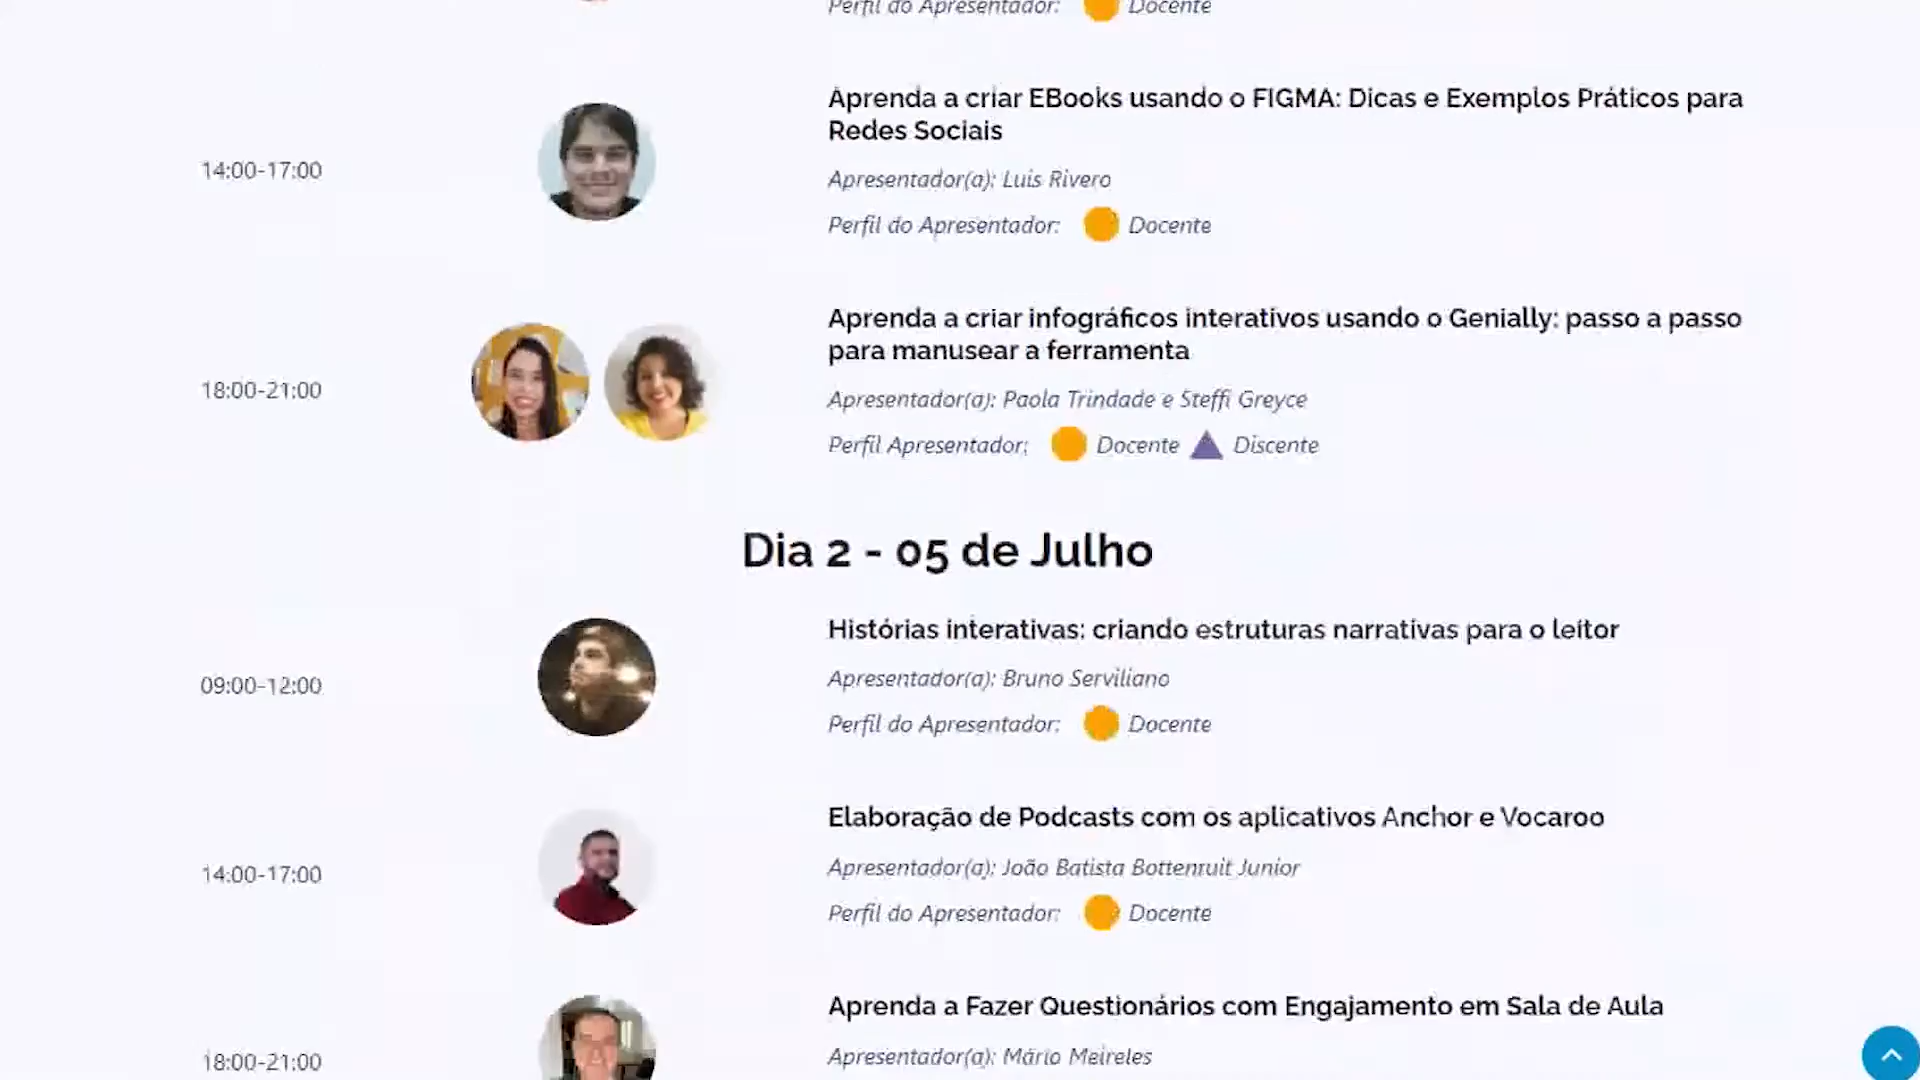 Perfil do Apresentador: Docente
Aprenda a criar EBooks usando o FIGMA: Dicas e Exemplos Práticos para
Redes Sociais
14:00-17:00
Apresentador(a): Luis Rivero
Perfil do Apresentador: Docente
Aprenda a criar infográficos interativos usando o Genially: passo a passo
para manusear a ferramenta
18:00-21:00
Apresentador(a): Paola Trindade e Steffi Greyce
Perfil Apresentador: Docente Discente
Dia 2 - 05 de Julho
Histórias interativas: criando estruturas narrativas para o leitor
09:00-12:00
Apresentador(a): Bruno Serviliano
Perfil do Apresentador: Docente
Elaboração de Podcasts com os aplicativos Anchor e Vocaroo
14:00-17:00
Apresentador(a): João Batista Bottentuit Junior
Perfil do Apresentador: Docente
Aprenda a Fazer Questionários com Engajamento em Sala de Aula
18:00-21:00
Apresentador(a): Mário Meireles